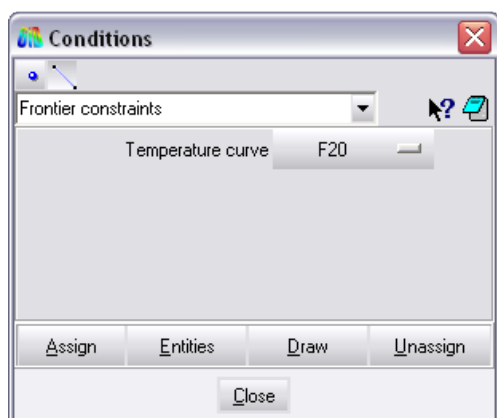 Conditions
Frontier constraints
Temperature curve F20
Assign Entities Draw Unassign
Close